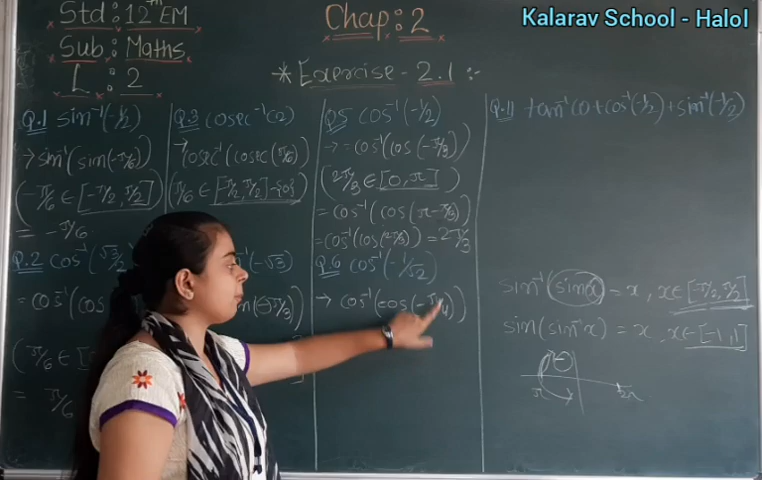 Kalarav School - Halol
Std : 12th EM
Sub : Maths
L : 2
Chap : 2
* Exercise - 2.1 :-
Q.1 sin⁻¹(-1/2)
→ sin⁻¹(sin(-π/6))
(-π/6 ∈ [-π/2, π/2])
= -π/6
Q.2 cos⁻¹(√3/2
= cos⁻¹(cos
(π/6 ∈ [
= π/6
Q.3 cosec⁻¹(2)
→ cosec⁻¹(cosec(π/6))
(π/6 ∈ [-π/2, π/2] - {0})
(-√3)
Q.5 cos⁻¹(-1/2)
→ = cos⁻¹(cos(-π/3))
(2π/3 ∈ [0, π])
= cos⁻¹(cos(π - π/3))
= cos⁻¹(cos(2π/3)) = 2π/3
Q.6 cos⁻¹(-1/√2)
→ cos⁻¹(cos(-π/4))
Q.11 tan⁻¹(1) + cos⁻¹(-1/2) + sin⁻¹(-1/2)
sin⁻¹(sin x) = x, x ∈ [-π/2, π/2]
sin(sin⁻¹x) = x, x ∈ [-1, 1]
π
2π